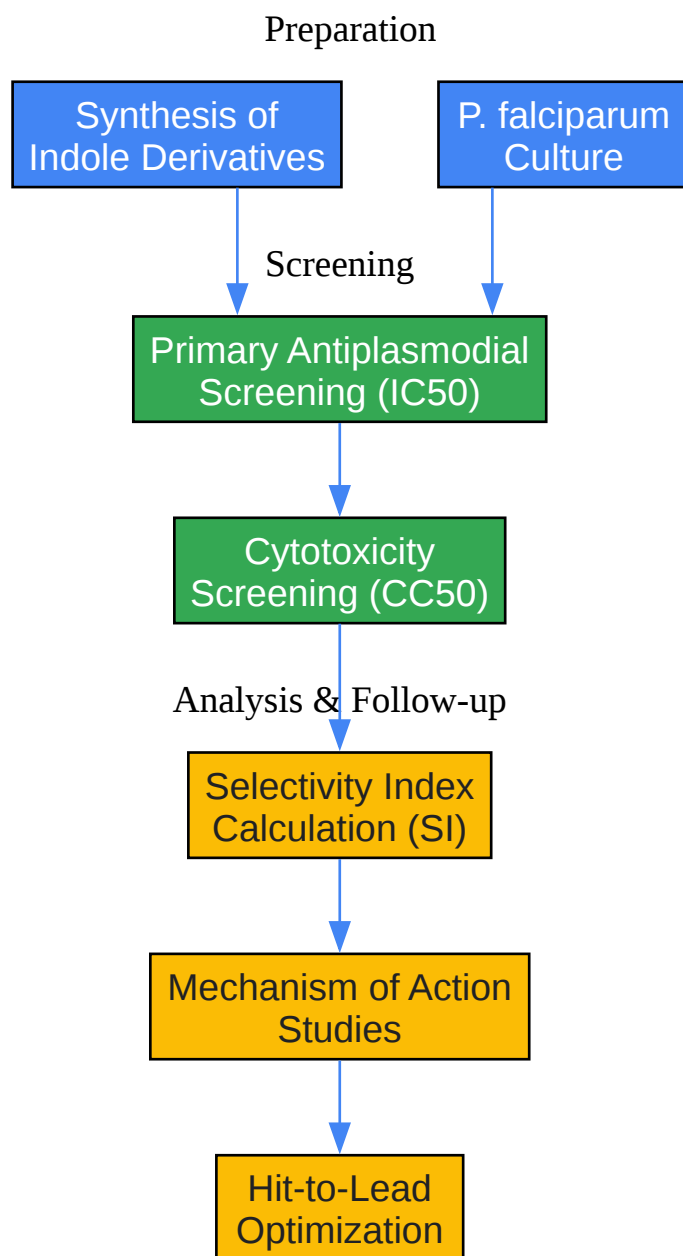 Preparation
Synthesis of
Indole Derivatives
P. falciparum
Culture
Screening
Primary Antiplasmodial
Screening (IC50)
Cytotoxicity
Screening (CC50)
Analysis & Follow-up
Selectivity Index
Calculation (SI)
Mechanism of Action
Studies
Hit-to-Lead
Optimization